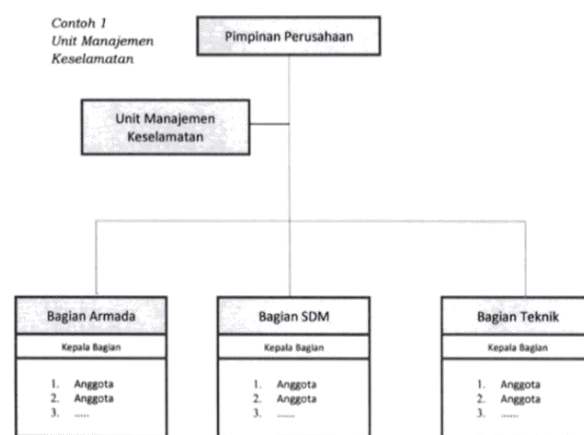 Contoh 1
Unit Manajemen
Keselamatan
Pimpinan Perusahaan
Unit Manajemen
Keselamatan
Bagian Armada
Kepala Bagian
1. Anggota
2. Anggota
3. .....
Bagian SDM
Kepala Bagian
1. Anggota
2. Anggota
3. ......
Bagian Teknik
Kepala Bagian
1. Anggota
2. Anggota
3. ......